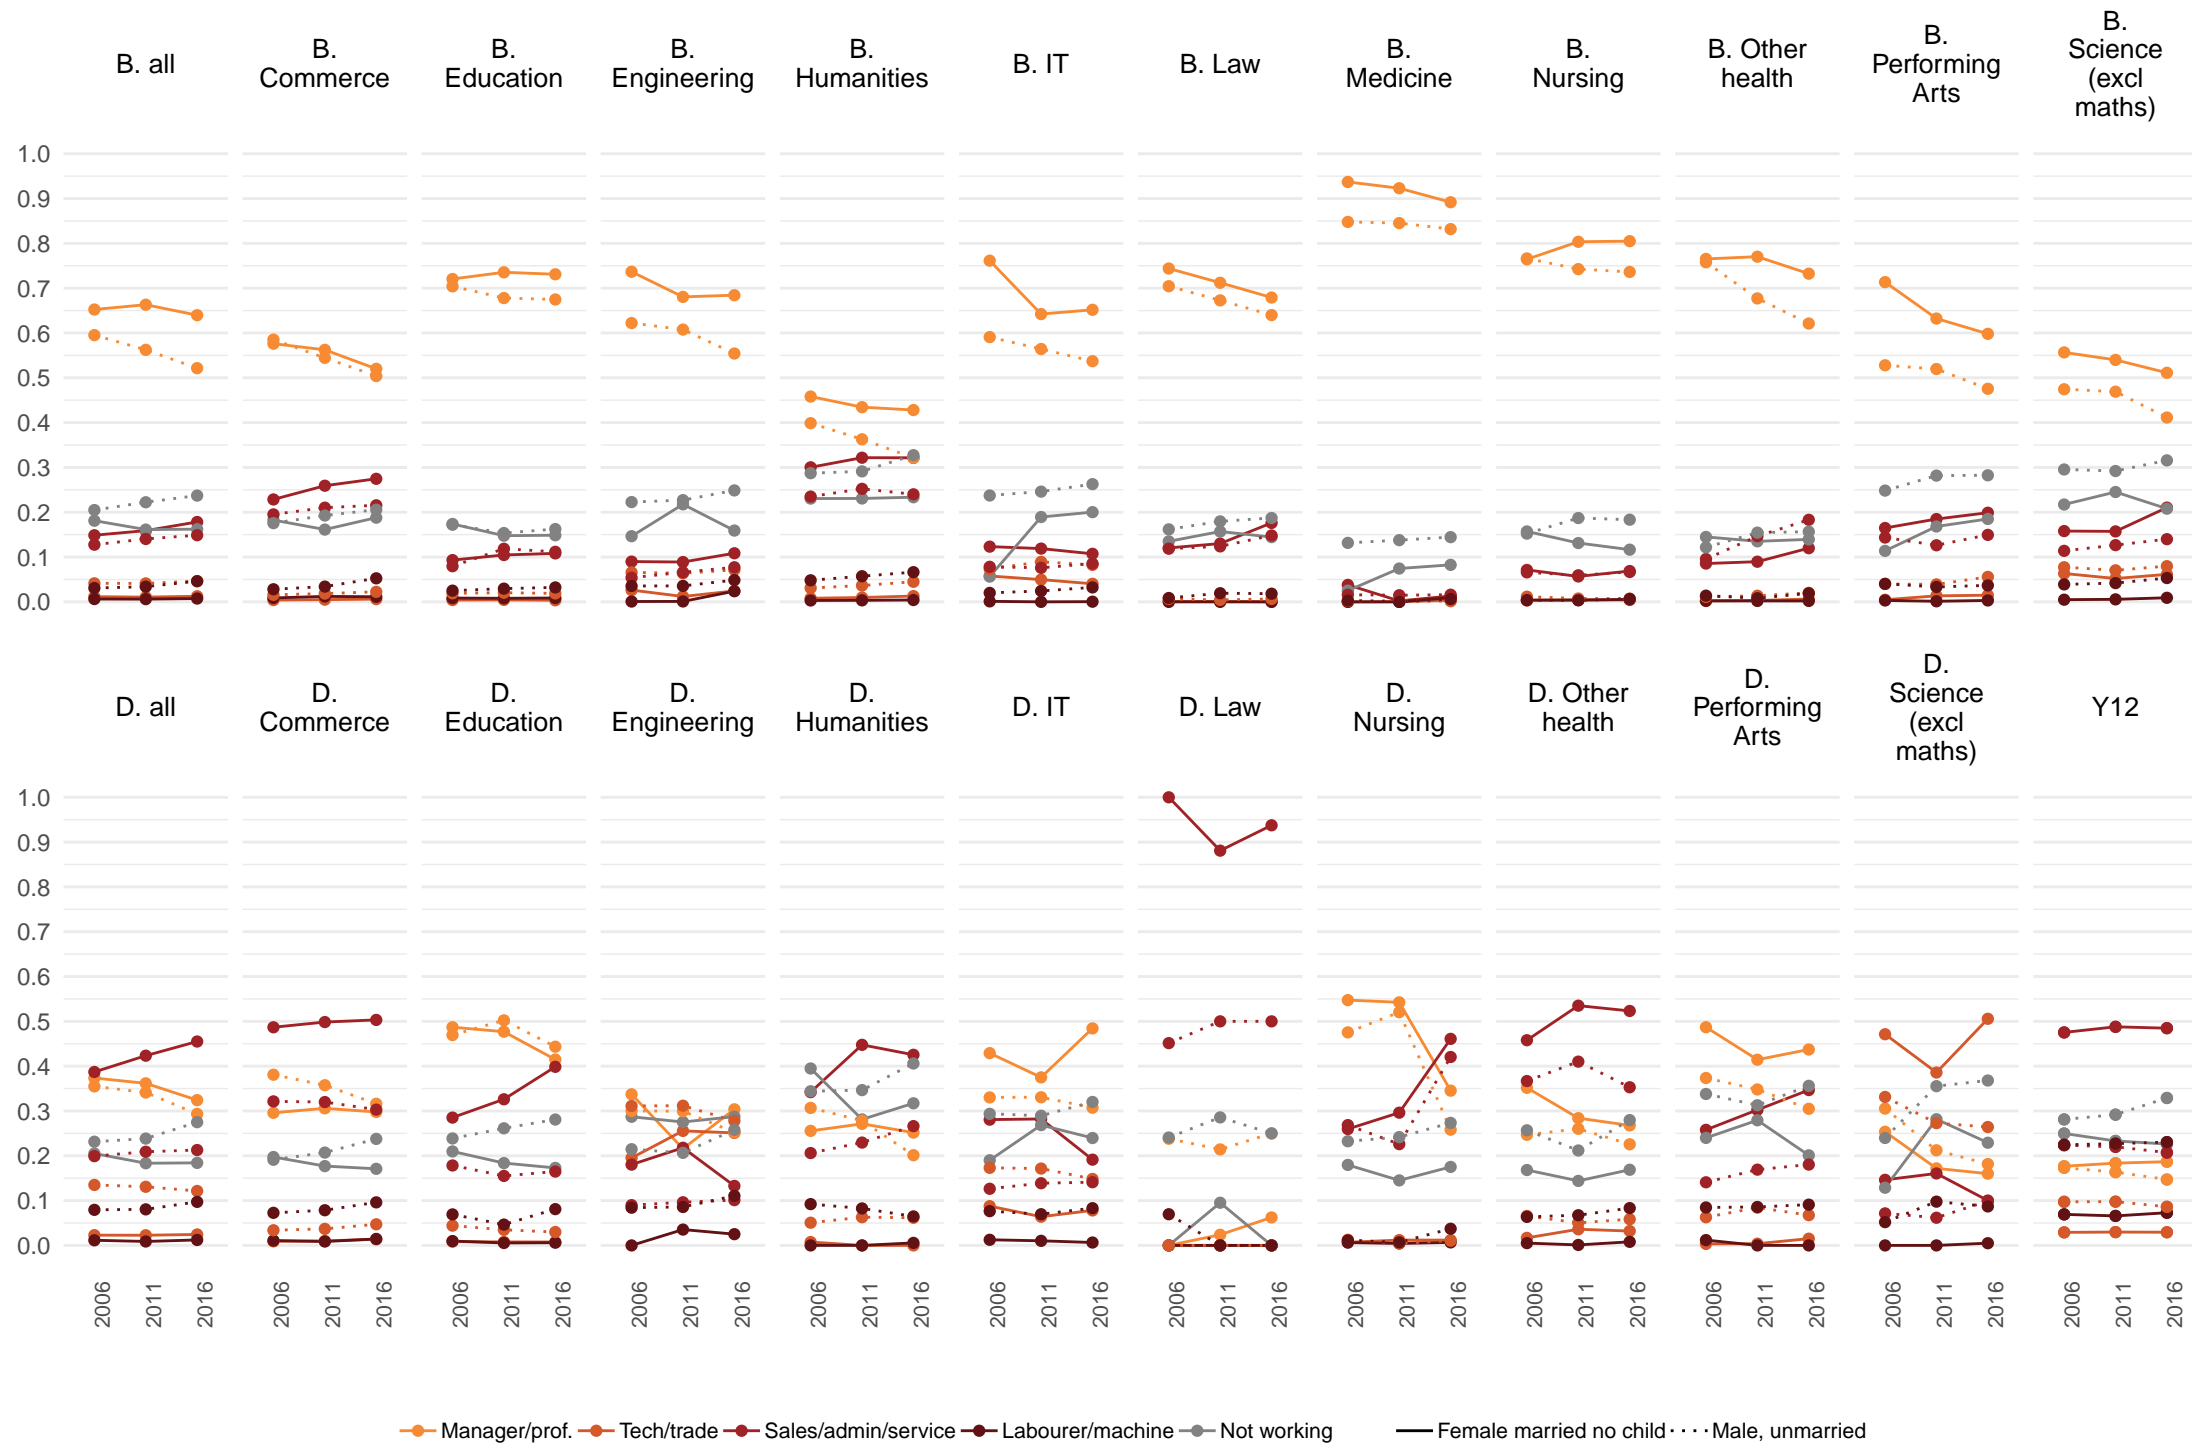 B. all
B.
Commerce
B.
Education
B.
Engineering
B.
Humanities
B. IT
B. Law
B.
Medicine
B.
Nursing
B. Other
health
B.
Performing
Arts
B.
Science
(excl
maths)
1.0
0.9
0.8
0.7
0.6
0.5
0.4
0.3
0.2
0.1
0.0
D. all
D.
Commerce
D.
Education
D.
Engineering
D.
Humanities
D. IT
D. Law
D.
Nursing
D. Other
health
D.
Performing
Arts
D.
Science
(excl
maths)
Y12
1.0
0.9
0.8
0.7
0.6
0.5
0.4
0.3
0.2
0.1
0.0
2006 2011 2016 2006 2011 2016 2006 2011 2016 2006 2011 2016 2006 2011 2016 2006 2011 2016 2006 2011 2016 2006 2011 2016 2006 2011 2016 2006 2011 2016 2006 2011 2016 2006 2011 2016
Manager/prof. Tech/trade Sales/admin/service Labourer/machine Not working Female married no child Male, unmarried